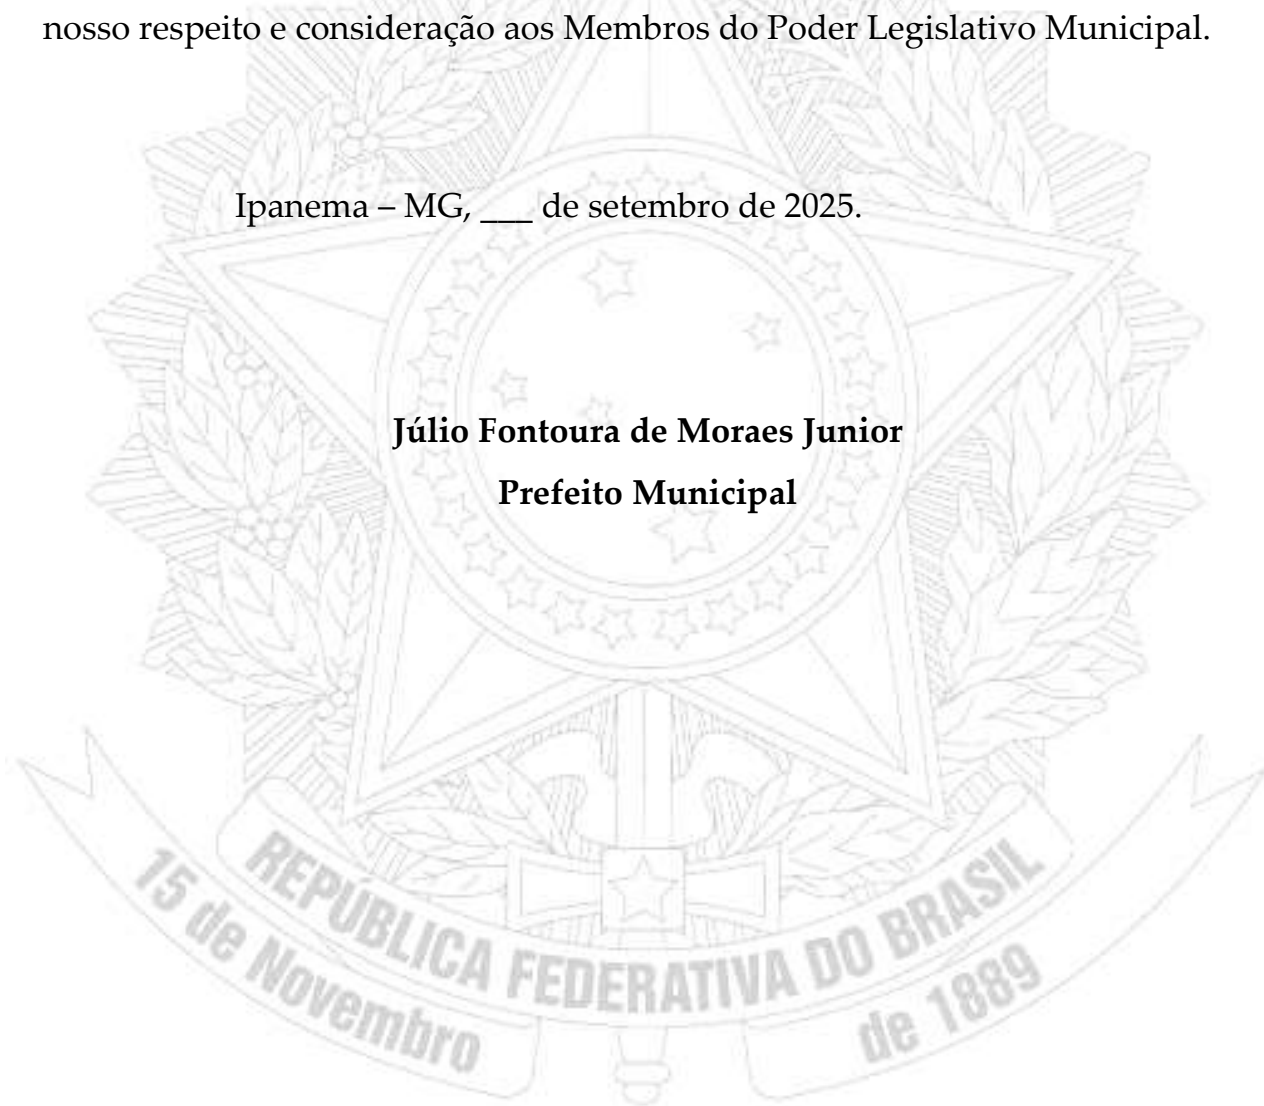 nosso respeito e consideração aos Membros do Poder Legislativo Municipal.
Ipanema – MG, ___ de setembro de 2025.
Júlio Fontoura de Moraes Junior
Prefeito Municipal
REPÚBLICA FEDERATIVA DO BRASIL
15 de Novembro de 1889